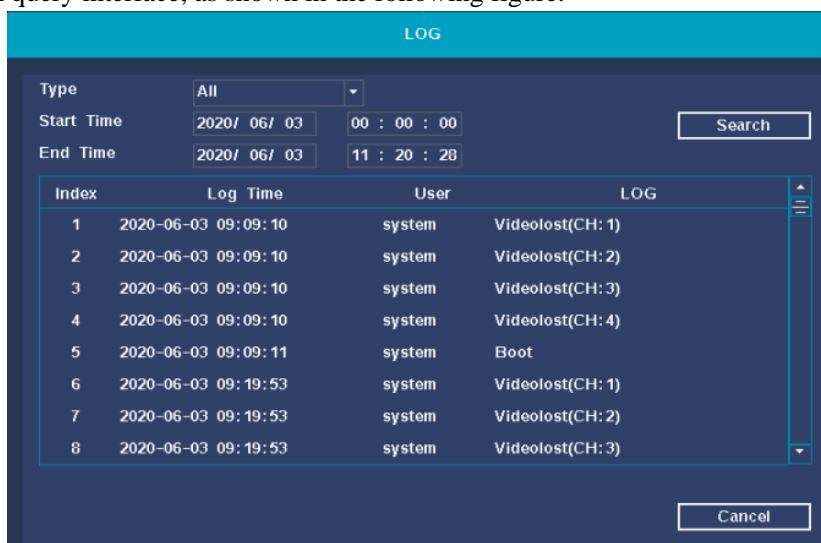 query interface, as shown in the following figure.
LOG
Type All
Start Time 2020/ 06/ 03 00 : 00 : 00 Search
End Time 2020/ 06/ 03 11 : 20 : 28
Index Log Time User LOG
1 2020-06-03 09:09:10 system Videolost(CH:1)
2 2020-06-03 09:09:10 system Videolost(CH:2)
3 2020-06-03 09:09:10 system Videolost(CH:3)
4 2020-06-03 09:09:10 system Videolost(CH:4)
5 2020-06-03 09:09:11 system Boot
6 2020-06-03 09:19:53 system Videolost(CH:1)
7 2020-06-03 09:19:53 system Videolost(CH:2)
8 2020-06-03 09:19:53 system Videolost(CH:3)
Cancel